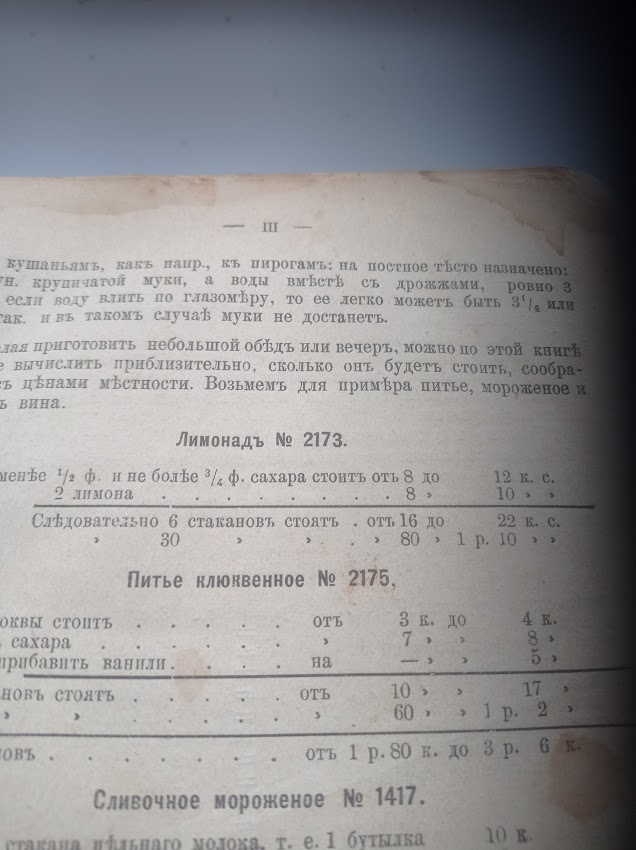 — III —
кушаньямъ, какъ напр., къ пирогамъ: на постное тѣсто назначено:
крупичатой муки, а воды вмѣстѣ съ дрожжами, ровно 3
если воду влить по глазомѣру, то ее легко можетъ быть 3¹/₄ или
и въ такомъ случаѣ муки не достанетъ.
приготовить небольшой обѣдъ или вечеръ, можно по этой книгѣ
вычислить приблизительно, сколько онъ будетъ стоить, сообра-
цѣнами мѣстности. Возьмемъ для примѣра питье, мороженое и
вина.
Лимонадъ № 2173.
менѣе ¹/₂ ф. и не болѣе ³/₄ ф. сахара стоитъ отъ 8 до 12 к. с.
2 лимона . . . . . . . . 8 » 10 » »
Слѣдовательно 6 стакановъ стоятъ . отъ 16 до 22 к. с.
» 30 » » . » 80 » 1 р. 10 » »
Питье клюквенное № 2175,
стоитъ . . . . . отъ 3 к. до 4 к.
сахара . . . . . . » 7 » » 8 »
прибавить ванили . . . . на — » » 5 »
стоятъ . . . . . отъ 10 » » 17 »
» » . . . . . » 60 » » 1 р. 2 »
. . . . . . . отъ 1 р. 80 к. до 3 р. 6 к.
Сливочное мороженое № 1417.
стакана цѣльнаго молока, т. е. 1 бутылка 10 к.